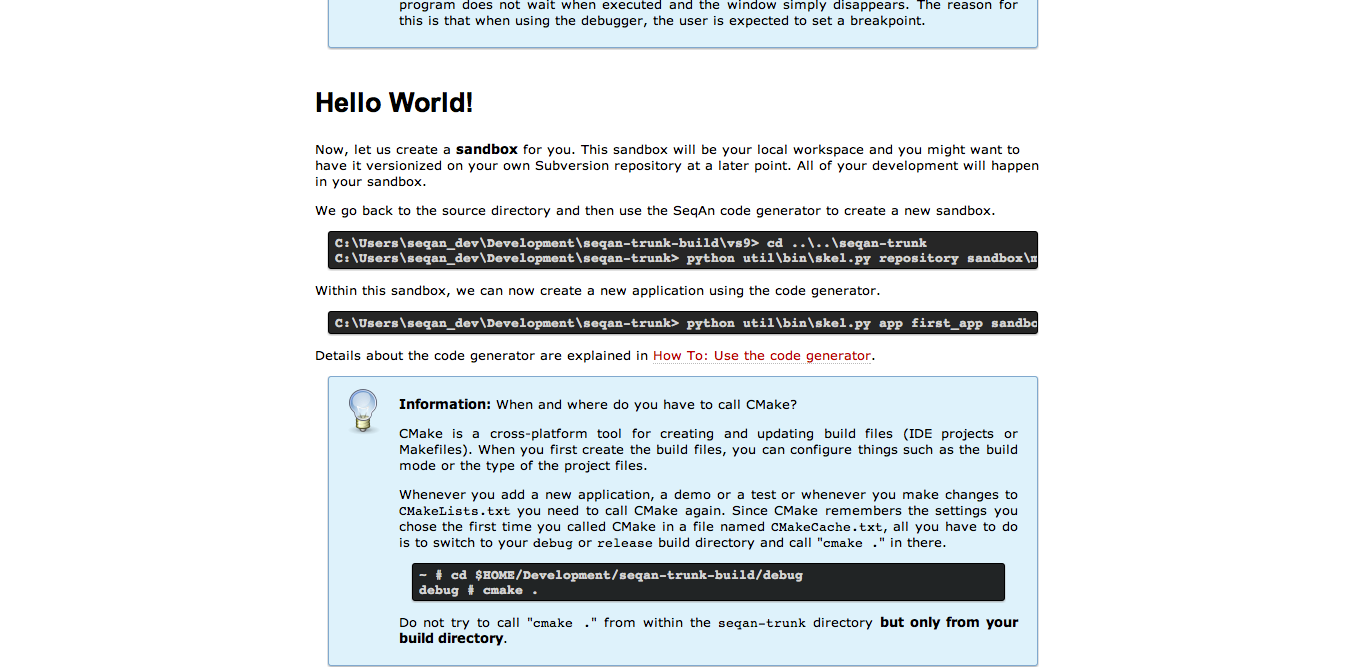 program does not wait when executed and the window simply disappears. The reason for
this is that when using the debugger, the user is expected to set a breakpoint.
Hello World!
Now, let us create a sandbox for you. This sandbox will be your local workspace and you might want to
have it versionized on your own Subversion repository at a later point. All of your development will happen
in your sandbox.
We go back to the source directory and then use the SeqAn code generator to create a new sandbox.
C:\Users\seqan_dev\Development\seqan-trunk-build\vs9> cd ..\..\seqan-trunk
C:\Users\seqan_dev\Development\seqan-trunk> python util\bin\skel.py repository sandbox\
Within this sandbox, we can now create a new application using the code generator.
C:\Users\seqan_dev\Development\seqan-trunk> python util\bin\skel.py app first_app sandbo
Details about the code generator are explained in How To: Use the code generator.
Information: When and where do you have to call CMake?
CMake is a cross-platform tool for creating and updating build files (IDE projects or
Makefiles). When you first create the build files, you can configure things such as the build
mode or the type of the project files.
Whenever you add a new application, a demo or a test or whenever you make changes to
CMakeLists.txt you need to call CMake again. Since CMake remembers the settings you
chose the first time you called CMake in a file named CMakeCache.txt, all you have to do
is to switch to your debug or release build directory and call "cmake ." in there.
~ # cd $HOME/Development/seqan-trunk-build/debug
debug # cmake .
Do not try to call "cmake ." from within the seqan-trunk directory but only from your
build directory.